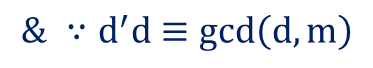 & ∵ d′d ≡ gcd(d, m)